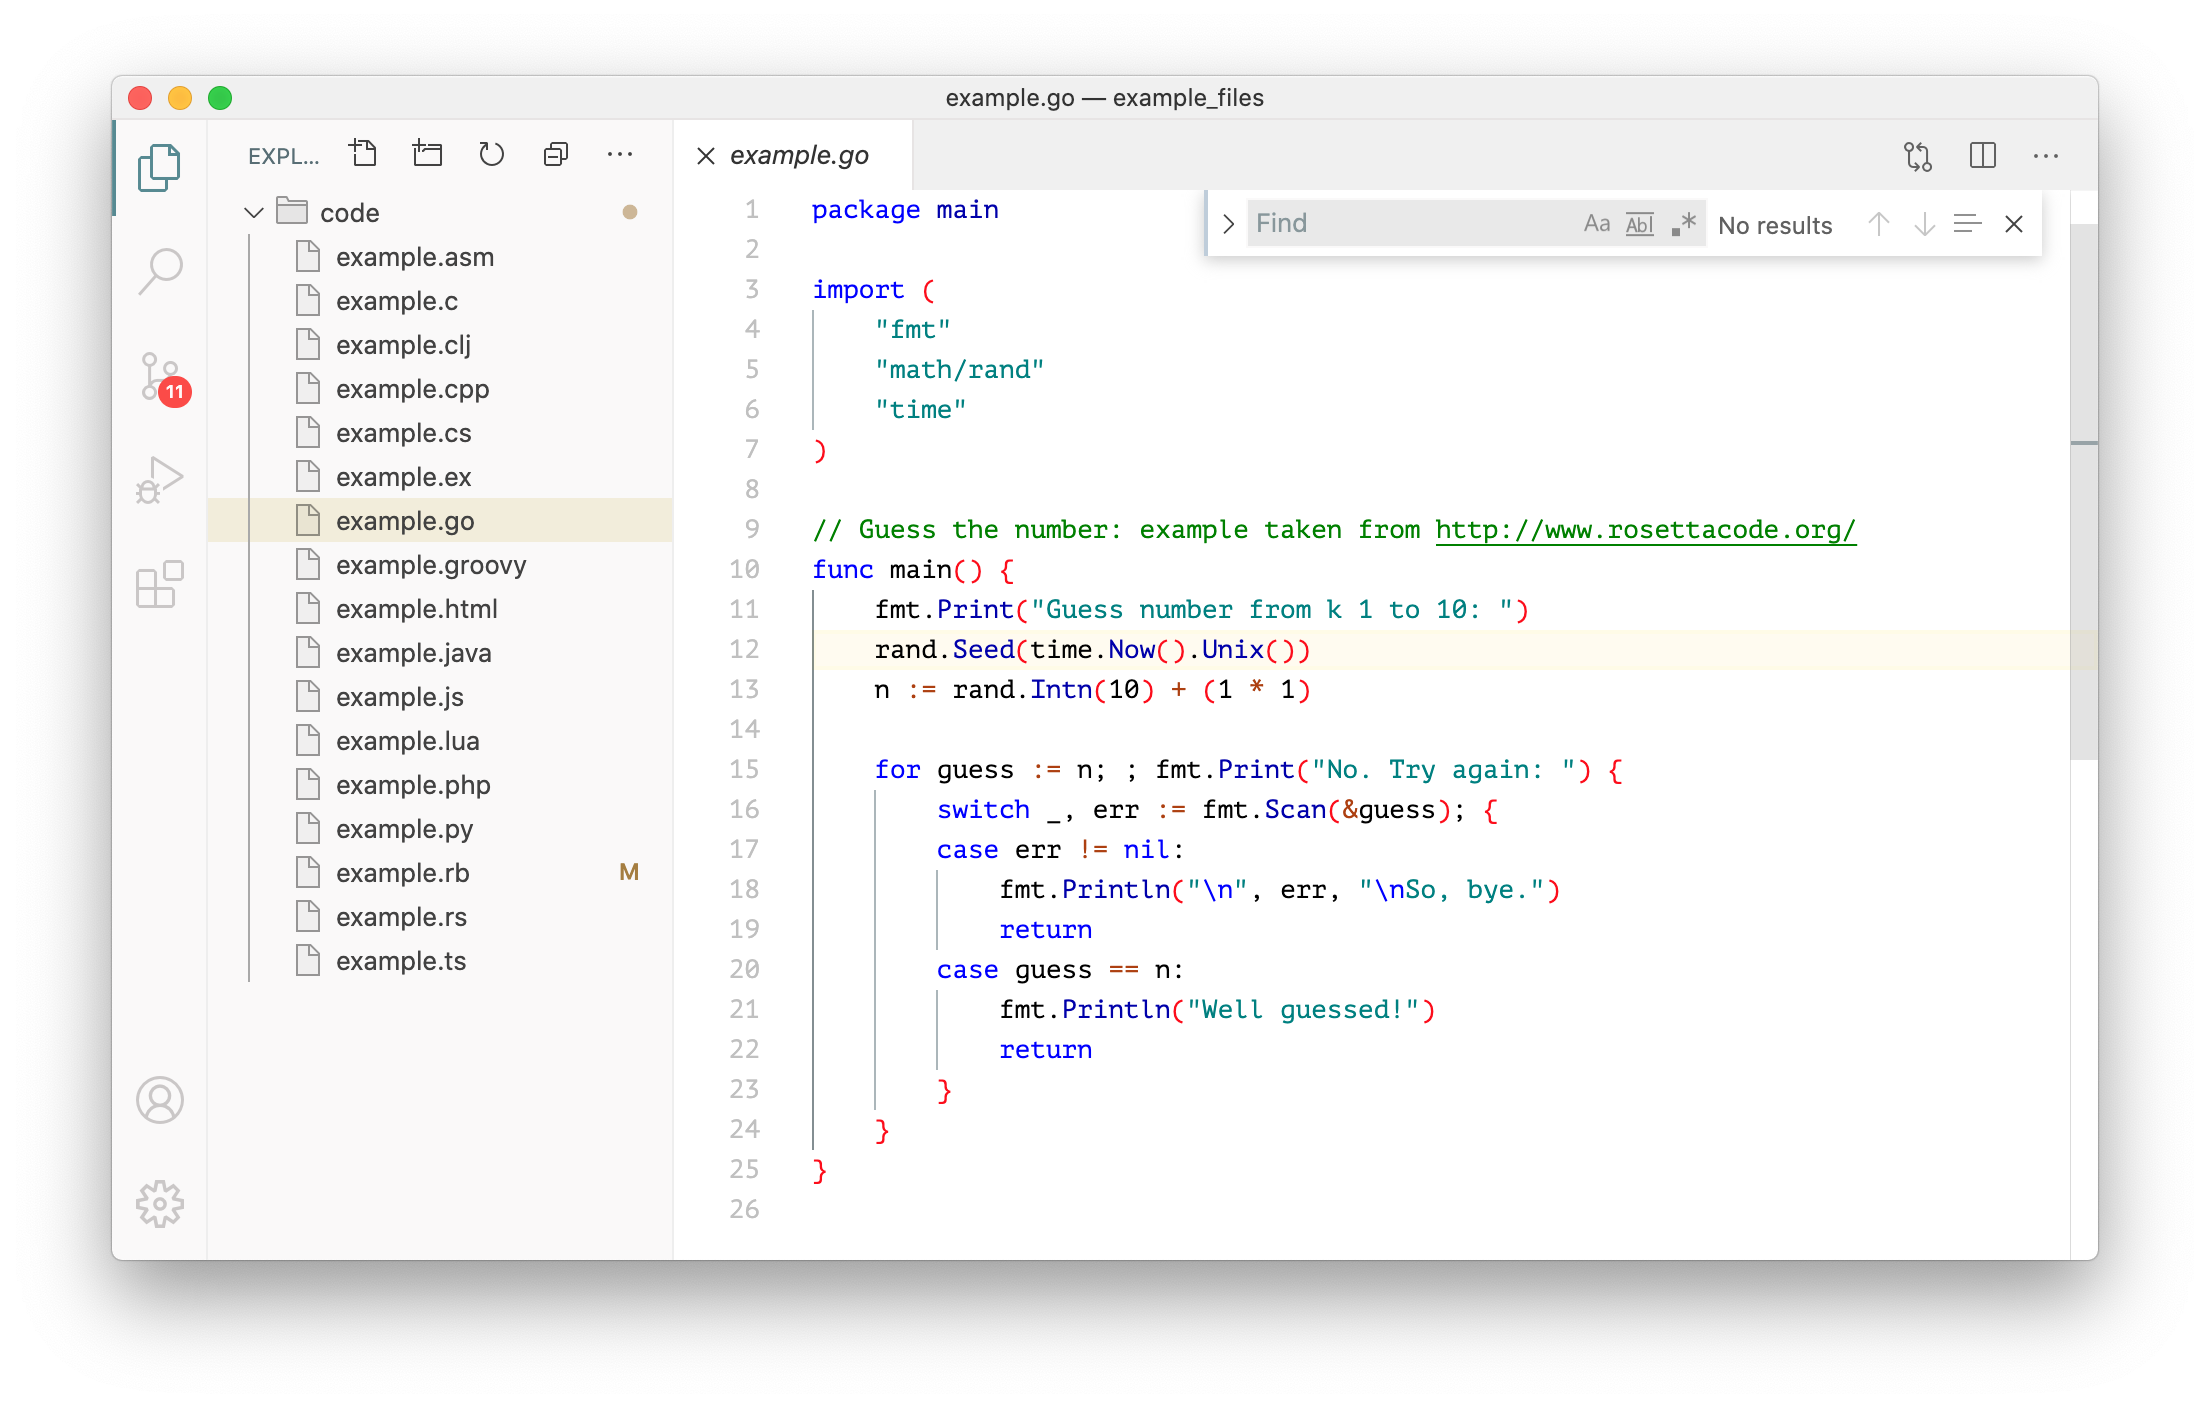 example.go — example_files
EXPL...
code
example.asm
example.c
example.clj
example.cpp
example.cs
example.ex
example.go
example.groovy
example.html
example.java
example.js
example.lua
example.php
example.py
example.rb M
example.rs
example.ts
11
example.go
Find Aa Abl .* No results
1 package main
2
3 import (
4     "fmt"
5     "math/rand"
6     "time"
7 )
8
9 // Guess the number: example taken from http://www.rosettacode.org/
10 func main() {
11     fmt.Print("Guess number from k 1 to 10: ")
12     rand.Seed(time.Now().Unix())
13     n := rand.Intn(10) + (1 * 1)
14
15     for guess := n; ; fmt.Print("No. Try again: ") {
16         switch _, err := fmt.Scan(&guess); {
17         case err != nil:
18             fmt.Println("\n", err, "\nSo, bye.")
19             return
20         case guess == n:
21             fmt.Println("Well guessed!")
22             return
23         }
24     }
25 }
26